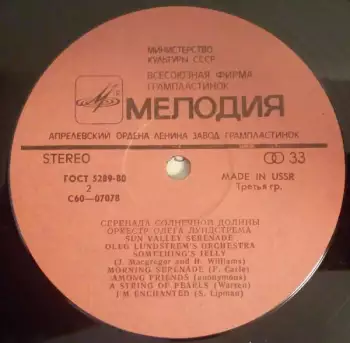 МИНИСТЕРСТВО
КУЛЬТУРЫ СССР
ВСЕСОЮЗНАЯ ФИРМА
ГРАМПЛАСТИНОК
МЕЛОДИЯ
АПРЕЛЕВСКИЙ ОРДЕНА ЛЕНИНА ЗАВОД ГРАМПЛАСТИНОК
STEREO 33
ГОСТ 5289-80 MADE IN USSR
2 Третья гр.
С60—07078
СЕРЕНАДА СОЛНЕЧНОЙ ДОЛИНЫ
ОРКЕСТР ОЛЕГА ЛУНДСТРЕМА
SUN VALLEY SERENADE
OLEG LUNDSTREM'S ORCHESTRA
SOMETHING'S JELLY
(J. Macgregor and H. Williams)
MORNING SERENADE (F. Carle)
AMONG FRIENDS (anonymous)
A STRING OF PEARLS (Warren)
I'M ENCHANTED (S. Lipman)